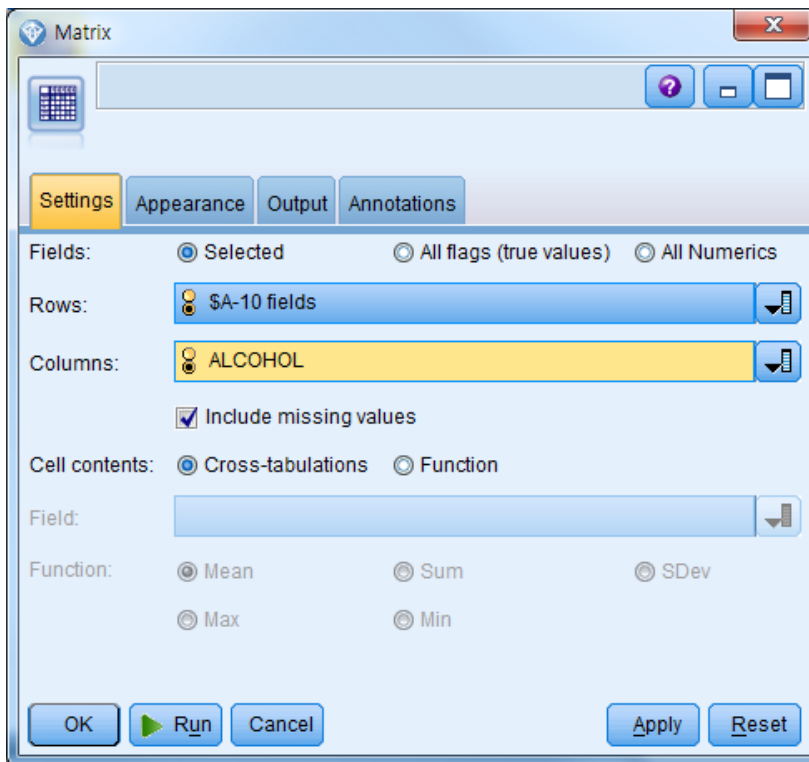 Matrix
Settings Appearance Output Annotations
Fields: Selected All flags (true values) All Numerics
Rows: $A-10 fields
Columns: ALCOHOL
Include missing values
Cell contents: Cross-tabulations Function
Field:
Function: Mean Sum SDev
Max Min
OK Run Cancel Apply Reset